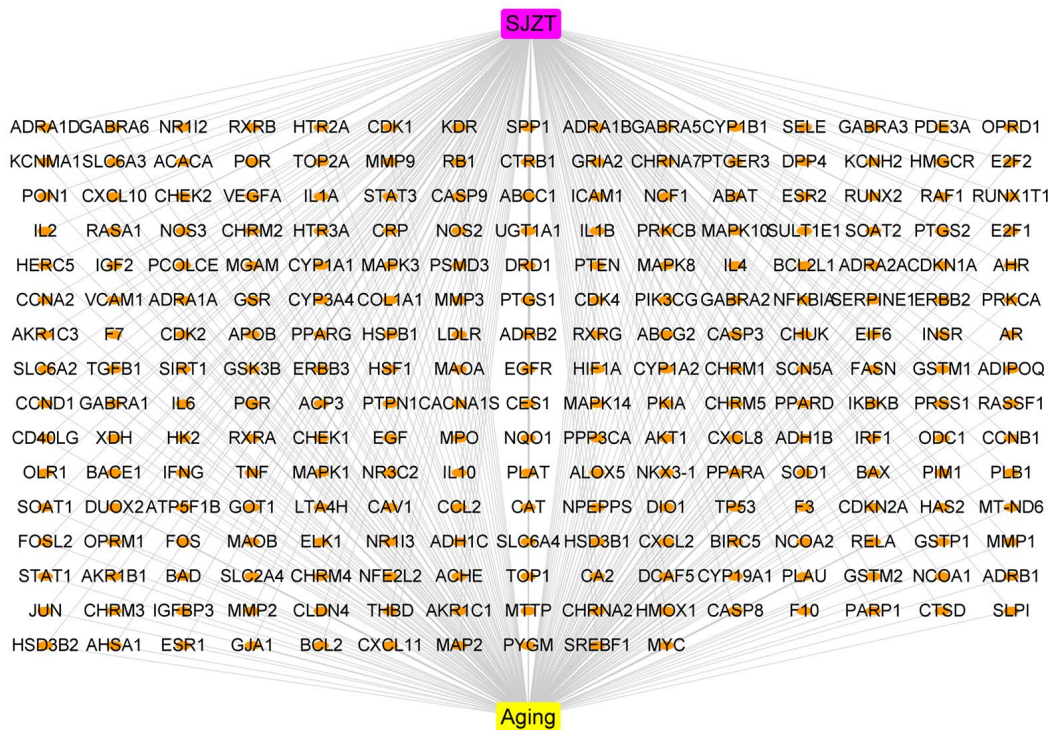 SJZT
ADRA1D GABRA6 NR1I2 RXRB HTR2A CDK1 KDR SPP1 ADRA1B GABRA5 CYP1B1 SELE GABRA3 PDE3A OPRD1
KCNMA1 SLC6A3 ACACA POR TOP2A MMP9 RB1 CTRB1 GRIA2 CHRNA7 PTGER3 DPP4 KCNH2 HMGCR E2F2
PON1 CXCL10 CHEK2 VEGFA IL1A STAT3 CASP9 ABCC1 ICAM1 NCF1 ABAT ESR2 RUNX2 RAF1 RUNX1T1
IL2 RASA1 NOS3 CHRM2 HTR3A CRP NOS2 UGT1A1 IL1B PRKCB MAPK10 SULT1E1 SOAT2 PTGS2 E2F1
HERC5 IGF2 PCOLCE MGAM CYP1A1 MAPK3 PSMD3 DRD1 PTEN MAPK8 IL4 BCL2L1 ADRA2A CDKN1A AHR
CCNA2 VCAM1 ADRA1A GSR CYP3A4 COL1A1 MMP3 PTGS1 CDK4 PIK3CG GABRA2 NFKBIA SERPINE1 ERBB2 PRKCA
AKR1C3 F7 CDK2 APOB PPARG HSPB1 LDLR ADRB2 RXRG ABCG2 CASP3 CHUK EIF6 INSR AR
SLC6A2 TGFB1 SIRT1 GSK3B ERBB3 HSF1 MAOA EGFR HIF1A CYP1A2 CHRM1 SCN5A FASN GSTM1 ADIPOQ
CCND1 GABRA1 IL6 PGR ACP3 PTPN1 CACNA1S CES1 MAPK14 PKIA CHRM5 PPARD IKBKB PRSS1 RASSF1
CD40LG XDH HK2 RXRA CHEK1 EGF MPO NQO1 PPP3CA AKT1 CXCL8 ADH1B IRF1 ODC1 CCNB1
OLR1 BACE1 IFNG TNF MAPK1 NR3C2 IL10 PLAT ALOX5 NKX3-1 PPARA SOD1 BAX PIM1 PLB1
SOAT1 DUOX2 ATP5F1B GOT1 LTA4H CAV1 CCL2 CAT NPEPPS DIO1 TP53 F3 CDKN2A HAS2 MT-ND6
FOSL2 OPRM1 FOS MAOB ELK1 NR1I3 ADH1C SLC6A4 HSD3B1 CXCL2 BIRC5 NCOA2 RELA GSTP1 MMP1
STAT1 AKR1B1 BAD SLC2A4 CHRM4 NFE2L2 ACHE TOP1 CA2 DCAF5 CYP19A1 PLAU GSTM2 NCOA1 ADRB1
JUN CHRM3 IGFBP3 MMP2 CLDN4 THBD AKR1C1 MTTP CHRNA2 HMOX1 CASP8 F10 PARP1 CTSD SLPI
HSD3B2 AHSA1 ESR1 GJA1 BCL2 CXCL11 MAP2 PYGM SREBF1 MYC
Aging